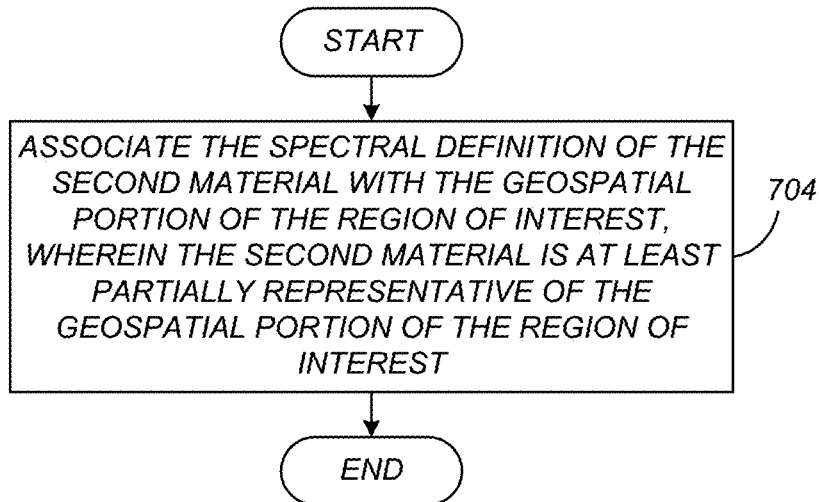 START
ASSOCIATE THE SPECTRAL DEFINITION OF THE
SECOND MATERIAL WITH THE GEOSPATIAL
PORTION OF THE REGION OF INTEREST,
WHEREIN THE SECOND MATERIAL IS AT LEAST
PARTIALLY REPRESENTATIVE OF THE
GEOSPATIAL PORTION OF THE REGION OF
INTEREST
704
END